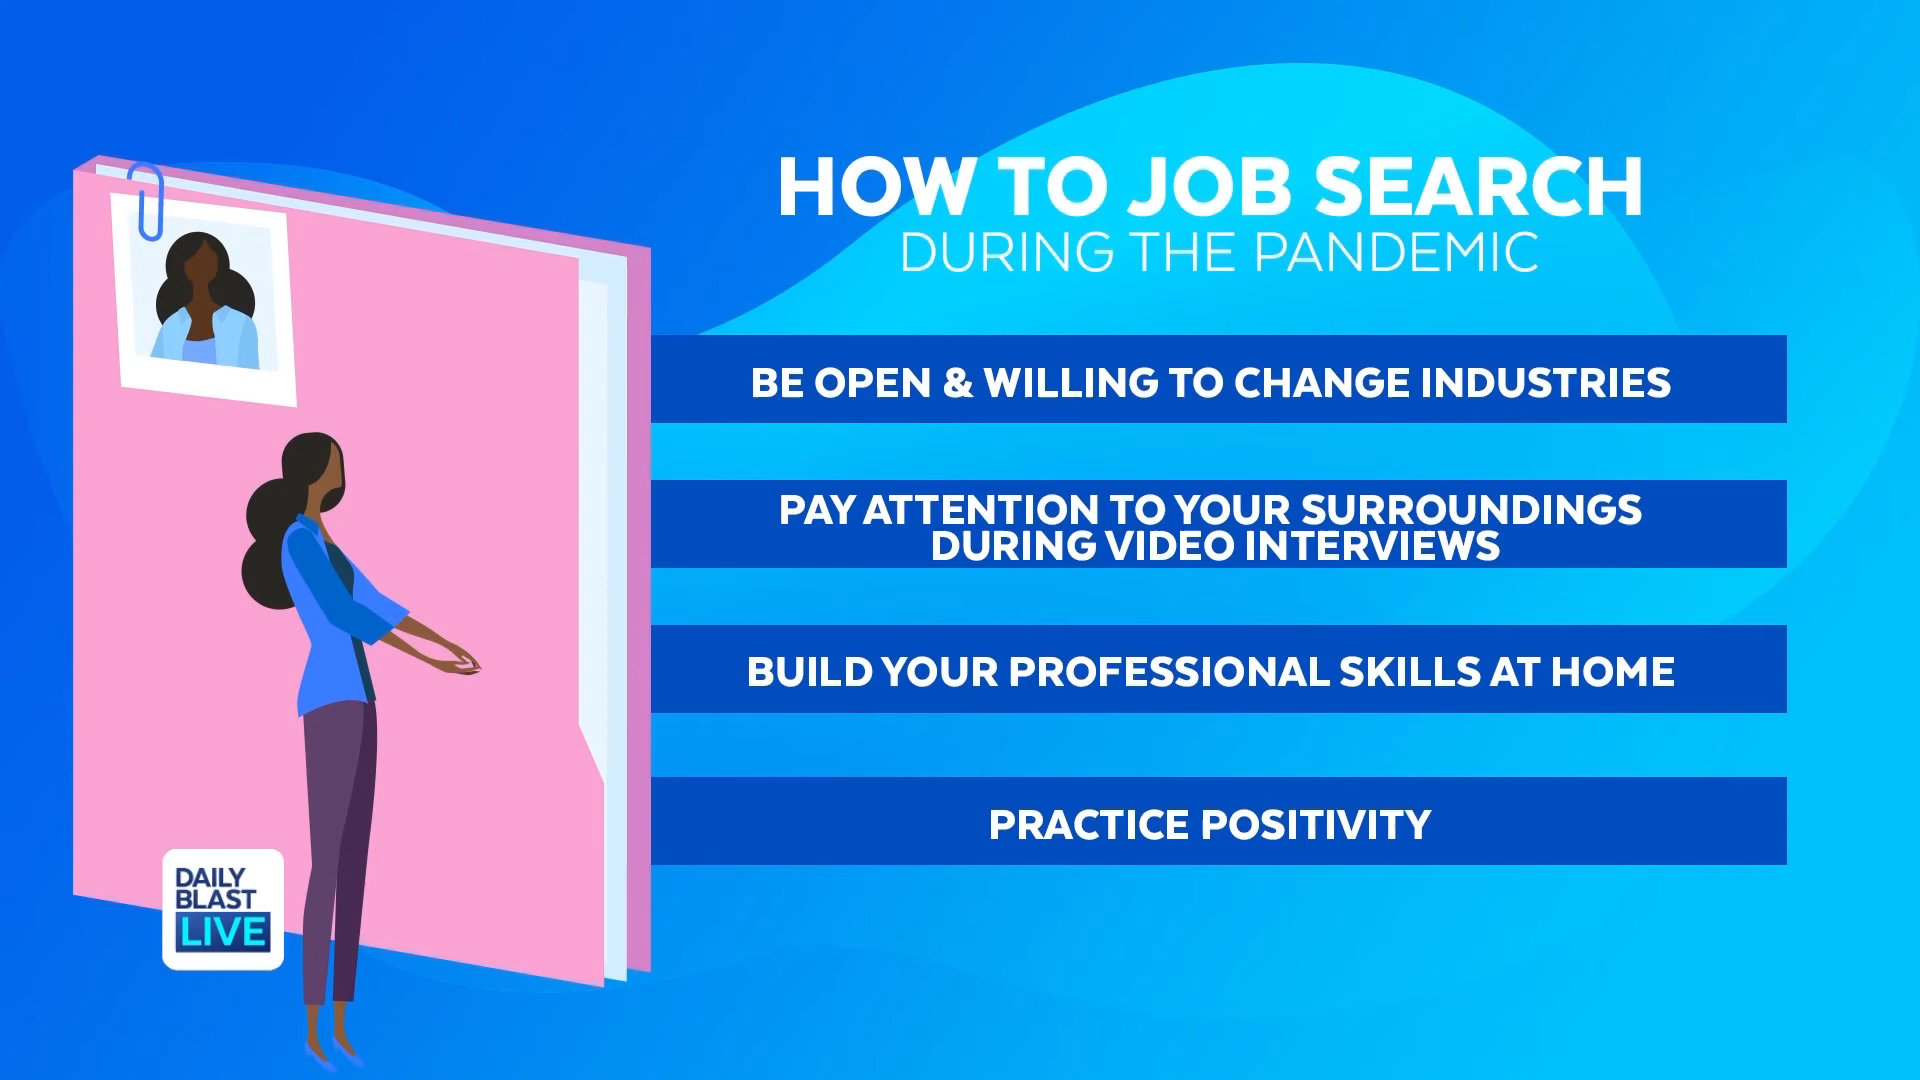 HOW TO JOB SEARCH
DURING THE PANDEMIC
BE OPEN & WILLING TO CHANGE INDUSTRIES
PAY ATTENTION TO YOUR SURROUNDINGS
DURING VIDEO INTERVIEWS
BUILD YOUR PROFESSIONAL SKILLS AT HOME
PRACTICE POSITIVITY
DAILY
BLAST
LIVE